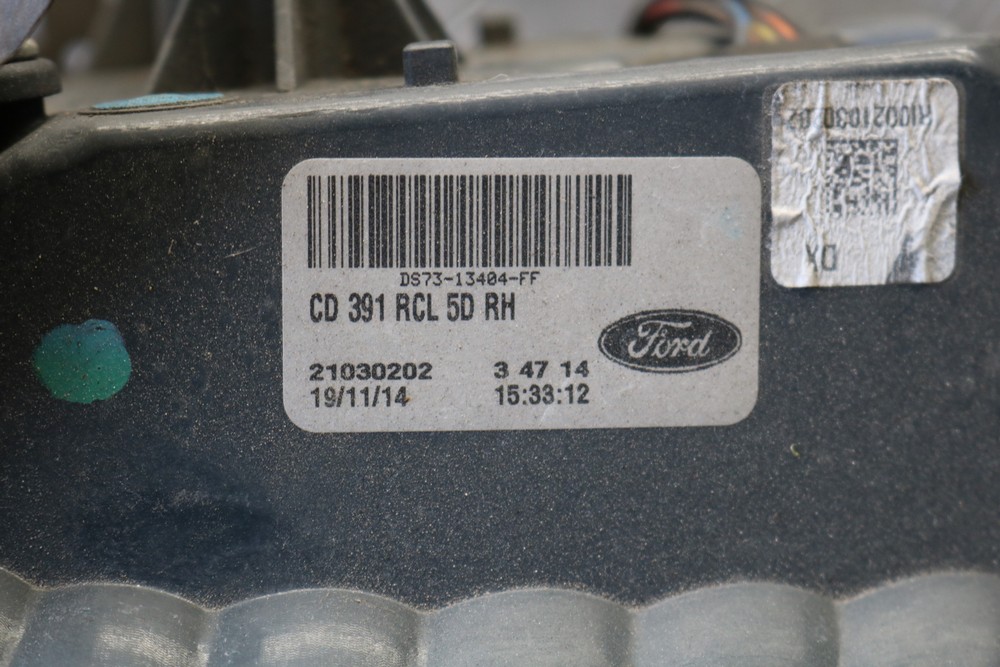 DS73-13404-FF
CD 391 RCL 5D RH
21030202 3 47 14
19/11/14 15:33:12
Ford
DX